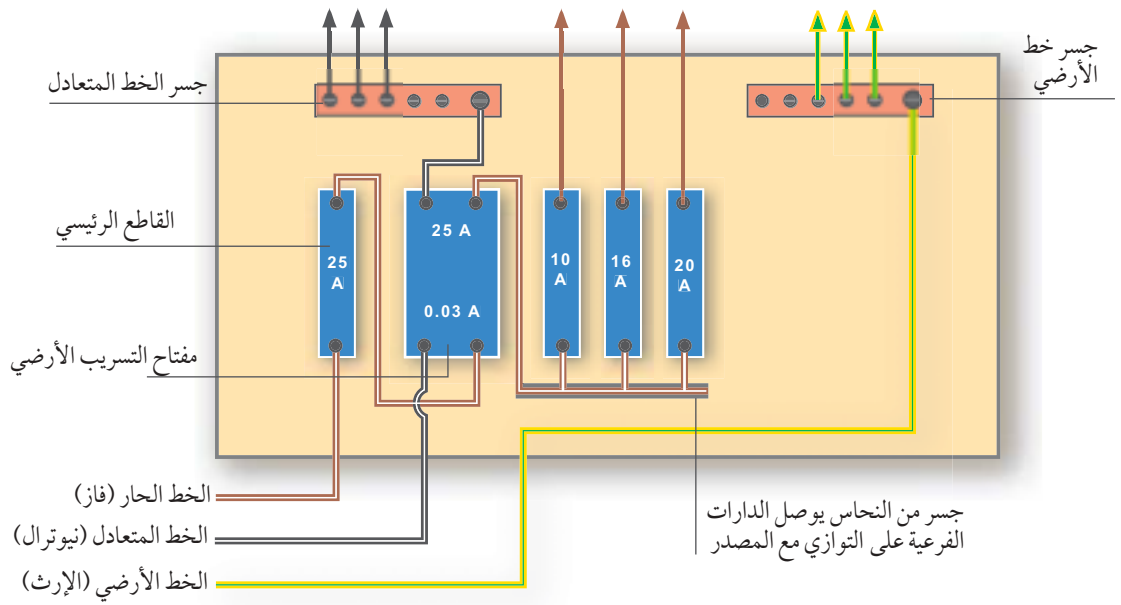 جسر خط
الأرضي
جسر الخط المتعادل
القاطع الرئيسي
25 A
10
A
16
A
20
A
25
A
0.03 A
مفتاح التسريب الأرضي
الخط الحار (فاز)
جسر من النحاس يوصل الدارات
الفرعية على التوازي مع المصدر
الخط المتعادل (نيوترال)
الخط الأرضي (الإرث)